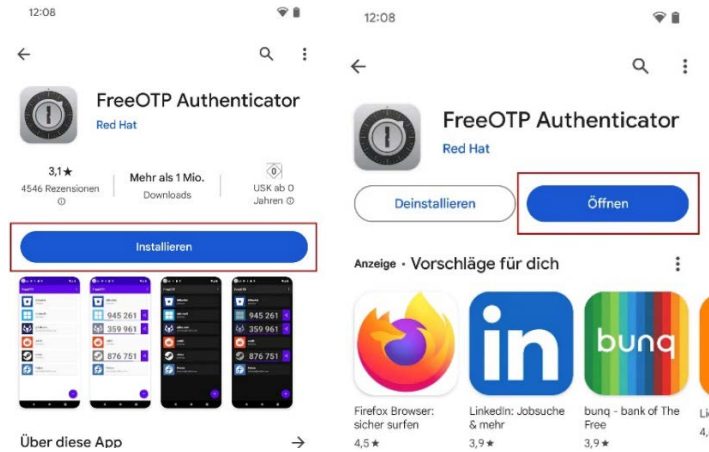 12:08
FreeOTP Authenticator
Red Hat
3,1★
4546 Rezensionen
Mehr als 1 Mio.
Downloads
USK ab 0
Jahren
Installieren
FreeOTP
945 261
359 961
876 751
FreeOTP
945 261
359 961
876 751
Über diese App
12:08
FreeOTP Authenticator
Red Hat
Deinstallieren
Öffnen
Anzeige • Vorschläge für dich
in
bunq
Firefox Browser:
sicher surfen
4,5★
LinkedIn: Jobsuche
& mehr
3,9★
bunq - bank of The
Free
3,9★